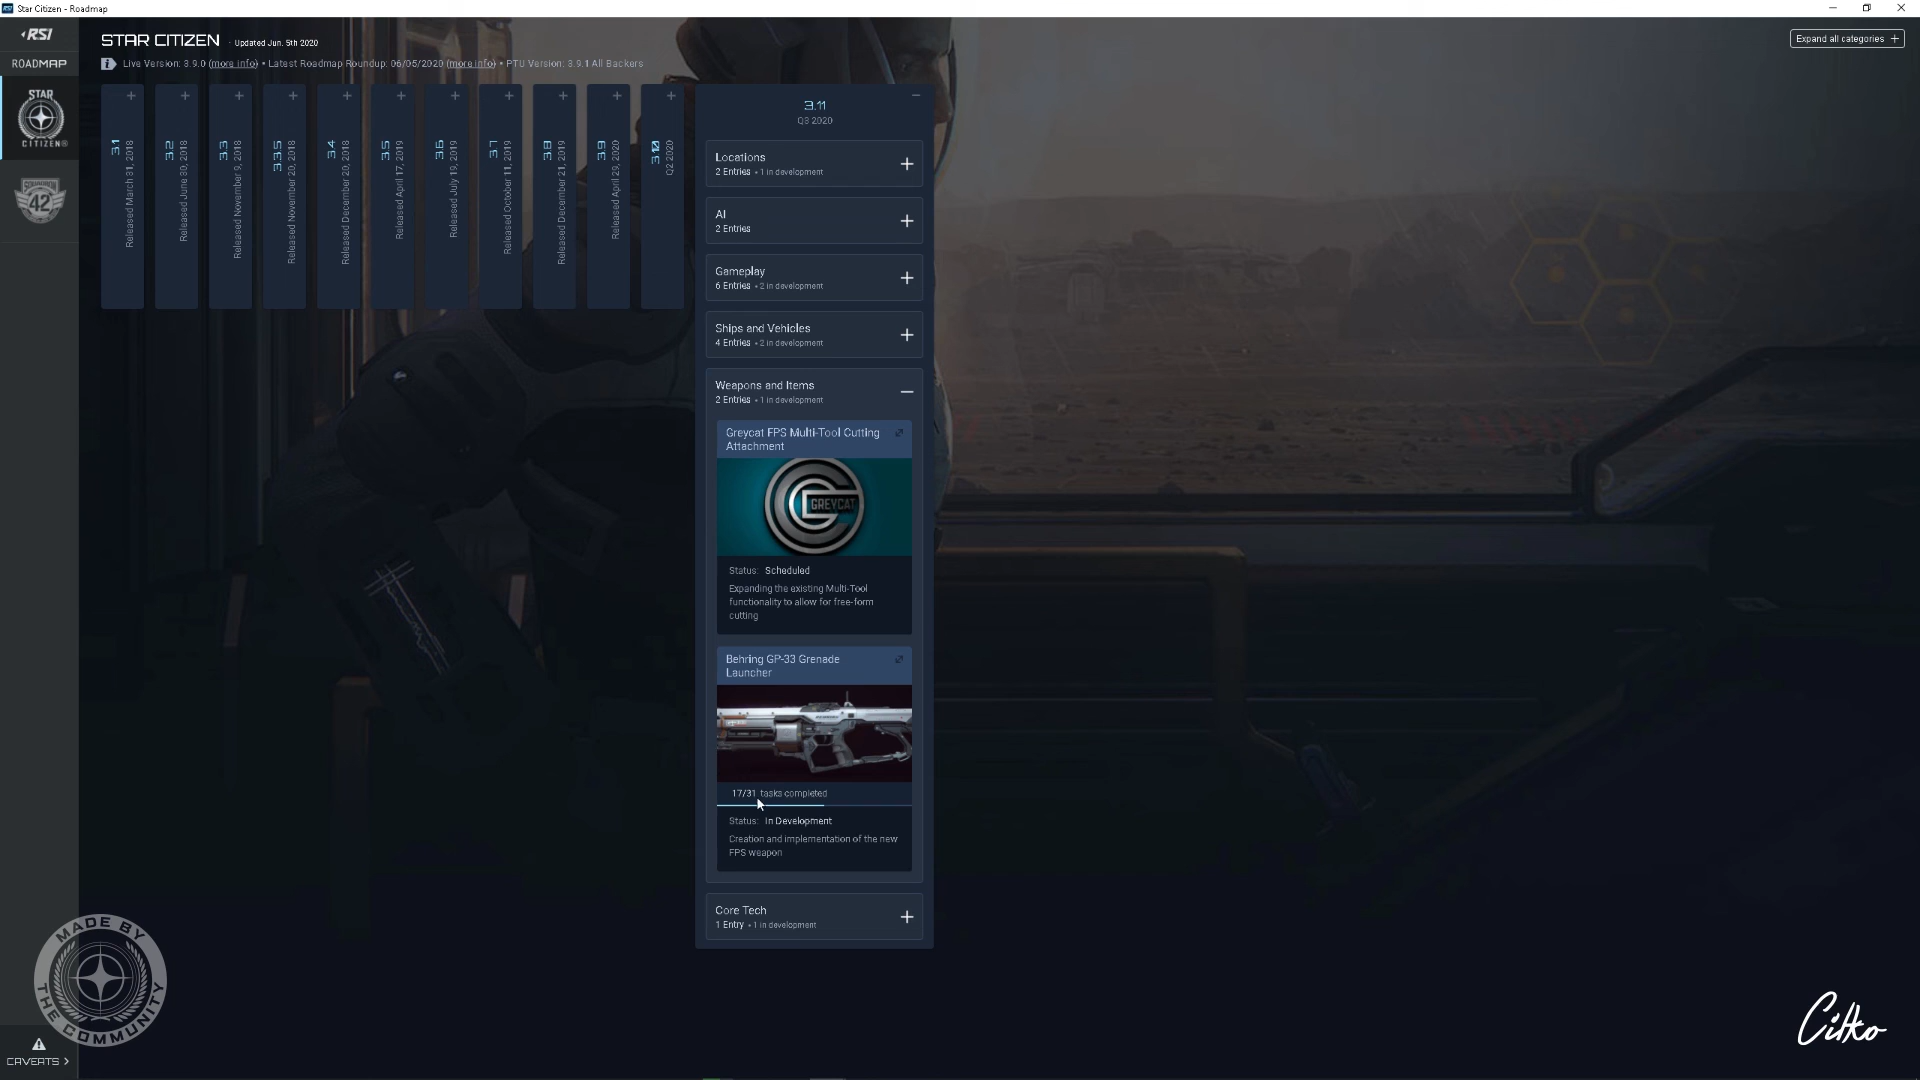 Star Citizen - Roadmap
RSI
ROADMAP
STAR CITIZEN®
SQUADRON 42
STAR CITIZEN - Updated Jun. 5th 2020
Live Version: 3.9.0 (more info) • Latest Roadmap Roundup: 06/05/2020 (more info) • PTU Version: 3.9.1 All Backers
Expand all categories +
3.1
Released March 31, 2018
3.2
Released June 30, 2018
3.3
Released November 9, 2018
3.3.5
Released November 20, 2018
3.4
Released December 20, 2018
3.5
Released April 17, 2019
3.6
Released July 19, 2019
3.7
Released October 11, 2019
3.8
Released December 21, 2019
3.9
Released April 29, 2020
3.10
Q2 2020
3.11
Q3 2020
Locations
2 Entries • 1 in development
AI
2 Entries
Gameplay
6 Entries • 2 in development
Ships and Vehicles
4 Entries • 2 in development
Weapons and Items
2 Entries • 1 in development
Greycat FPS Multi-Tool Cutting
Attachment
GREYCAT
Status: Scheduled
Expanding the existing Multi-Tool
functionality to allow for free-form
cutting
Behring GP-33 Grenade
Launcher
17/31 tasks completed
Status: In Development
Creation and implementation of the new
FPS weapon
Core Tech
1 Entry • 1 in development
MADE BY
THE COMMUNITY
CAVEATS >